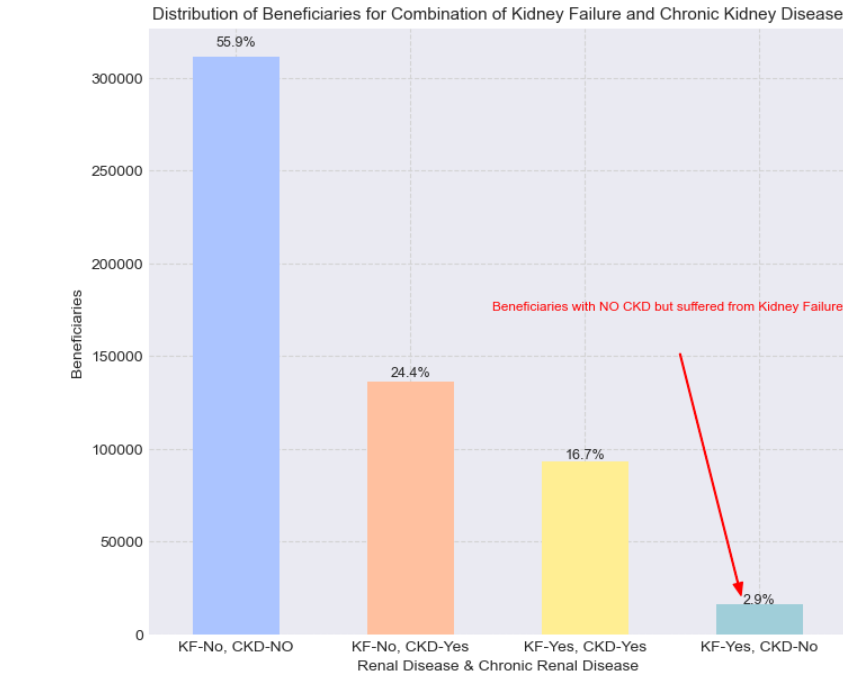 Distribution of Beneficiaries for Combination of Kidney Failure and Chronic Kidney Disease
55.9%
300000
250000
200000
Beneficiaries with NO CKD but suffered from Kidney Failure
150000
24.4%
100000
16.7%
50000
2.9%
0
Beneficiaries
KF-No, CKD-NO
KF-No, CKD-Yes
KF-Yes, CKD-Yes
KF-Yes, CKD-No
Renal Disease & Chronic Renal Disease